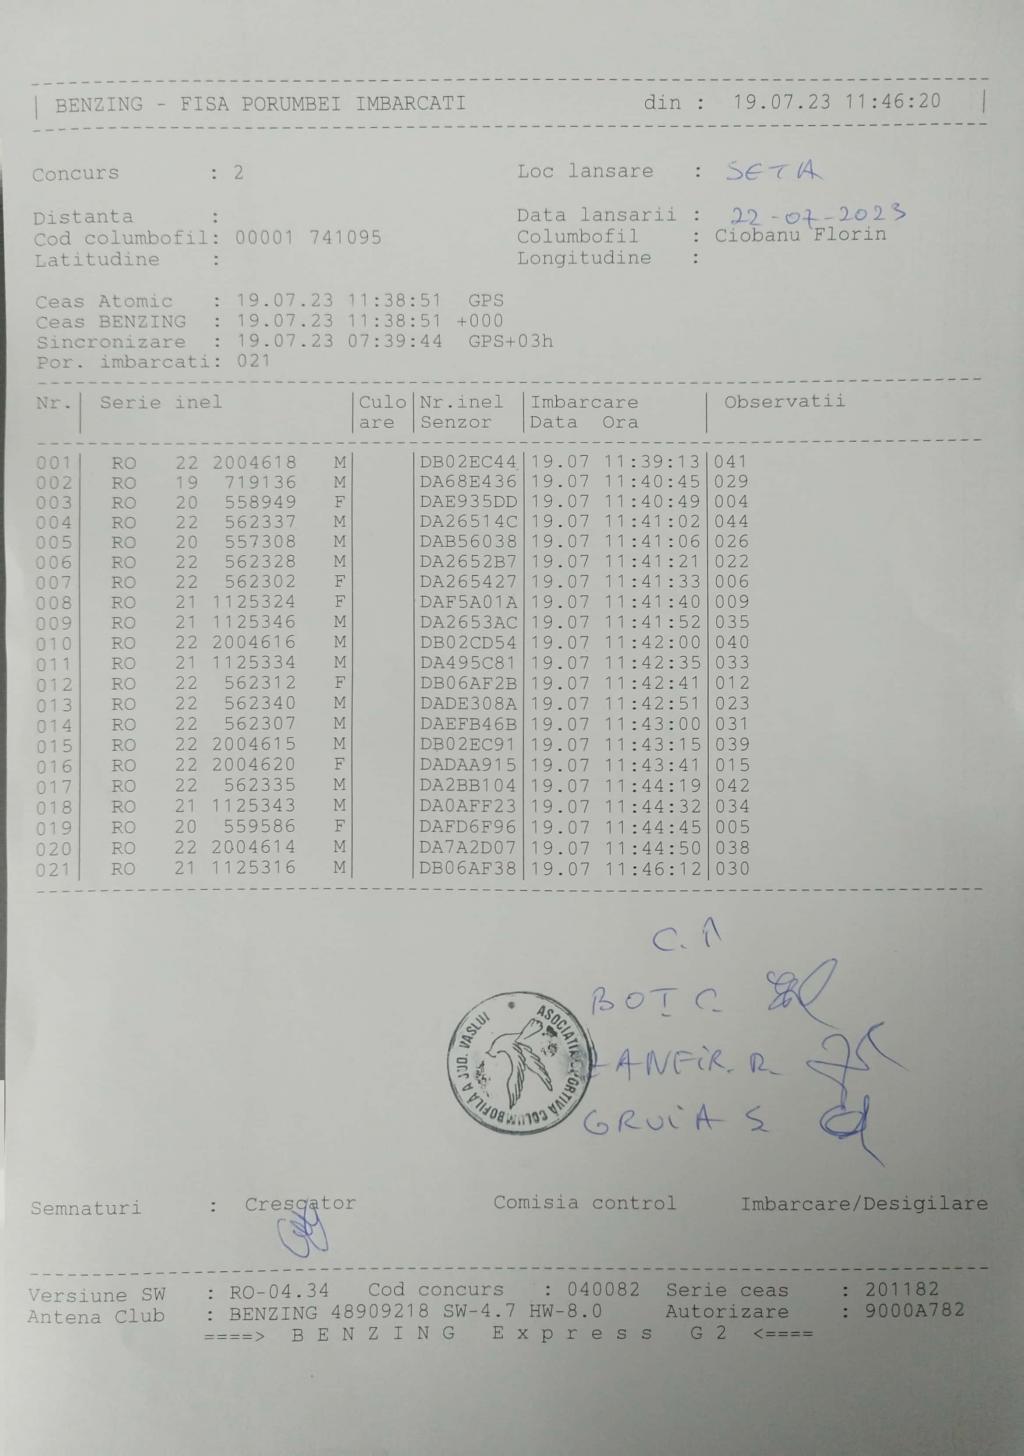 BENZING - FISA PORUMBEI IMBARCATI din : 19.07.23 11:46:20
Concurs : 2 Loc lansare : SETA
Distanta : Data lansarii : 22-07-2023
Cod columbofil: 00001 741095 Columbofil : Ciobanu Florin
Latitudine : Longitudine :
Ceas Atomic : 19.07.23 11:38:51 GPS
Ceas BENZING : 19.07.23 11:38:51 +000
Sincronizare : 19.07.23 07:39:44 GPS+03h
Por. imbarcati: 021
Nr. Serie inel Culo Nr.inel Imbarcare Observatii
are Senzor Data Ora
001 RO 22 2004618 M DB02EC44 19.07 11:39:13 041
002 RO 19 719136 M DA68E436 19.07 11:40:45 029
003 RO 20 558949 F DAE935DD 19.07 11:40:49 004
004 RO 22 562337 M DA26514C 19.07 11:41:02 044
005 RO 20 557308 M DAB56038 19.07 11:41:06 026
006 RO 22 562328 M DA2652B7 19.07 11:41:21 022
007 RO 22 562302 F DA265427 19.07 11:41:33 006
008 RO 21 1125324 F DAF5A01A 19.07 11:41:40 009
009 RO 21 1125346 M DA2653AC 19.07 11:41:52 035
010 RO 22 2004616 M DB02CD54 19.07 11:42:00 040
011 RO 21 1125334 M DA495C81 19.07 11:42:35 033
012 RO 22 562312 F DB06AF2B 19.07 11:42:41 012
013 RO 22 562340 M DADE308A 19.07 11:42:51 023
014 RO 22 562307 M DAEFB46B 19.07 11:43:00 031
015 RO 22 2004615 M DB02EC91 19.07 11:43:15 039
016 RO 22 2004620 F DADAA915 19.07 11:43:41 015
017 RO 22 562335 M DA2BB104 19.07 11:44:19 042
018 RO 21 1125343 M DA0AFF23 19.07 11:44:32 034
019 RO 20 559586 F DAFD6F96 19.07 11:44:45 005
020 RO 22 2004614 M DA7A2D07 19.07 11:44:50 038
021 RO 21 1125316 M DB06AF38 19.07 11:46:12 030
BOȚ C.
ZANFIR. R.
GRUIA S
ASOCIATIA SPORTIVA COLUMBOFILA A JUD. VASLUI
Semnaturi : Crescator Comisia control Imbarcare/Desigilare
Versiune SW : RO-04.34 Cod concurs : 040082 Serie ceas : 201182
Antena Club : BENZING 48909218 SW-4.7 HW-8.0 Autorizare : 9000A782
====> B E N Z I N G E x p r e s s G 2 <====